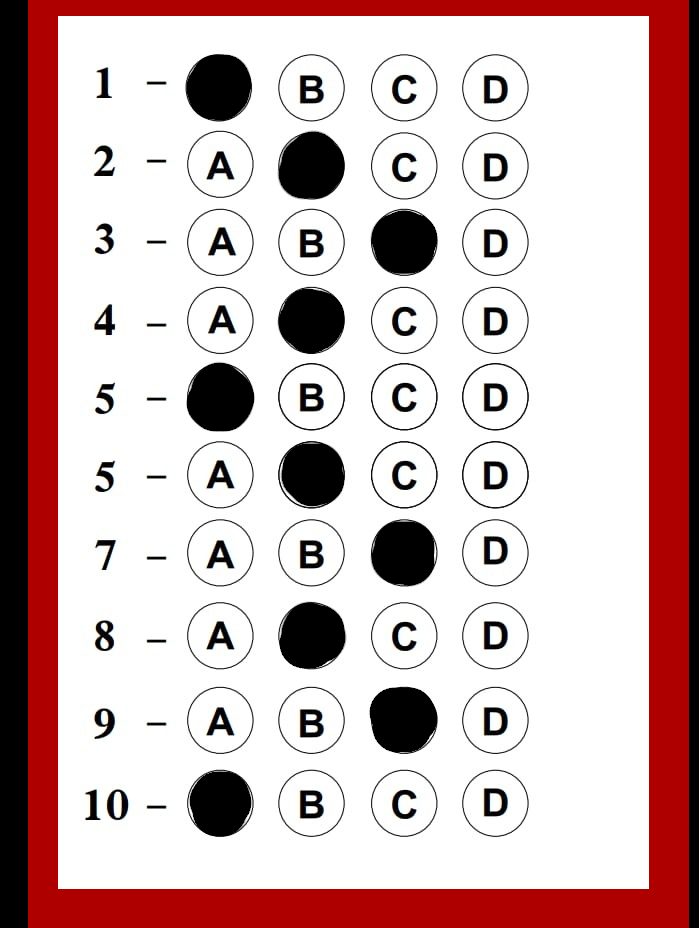 1 – B C D
2 – A C D
3 – A B D
4 – A C D
5 – B C D
5 – A C D
7 – A B D
8 – A C D
9 – A B D
10 – B C D